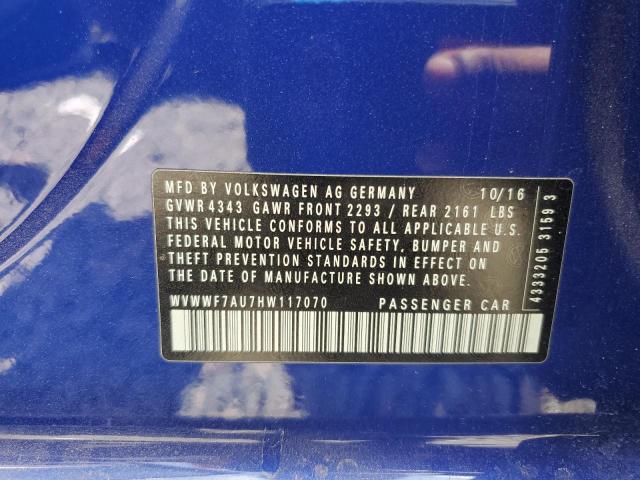 MFD BY VOLKSWAGEN AG GERMANY 10/16
GVWR 4343 GAWR FRONT 2293 / REAR 2161 LBS
THIS VEHICLE CONFORMS TO ALL APPLICABLE U.S.
FEDERAL MOTOR VEHICLE SAFETY, BUMPER AND
THEFT PREVENTION STANDARDS IN EFFECT ON
THE DATE OF MANUFACTURE SHOWN ABOVE.
WVWWF7AU7HW117070 PASSENGER CAR
4333205 3159 3